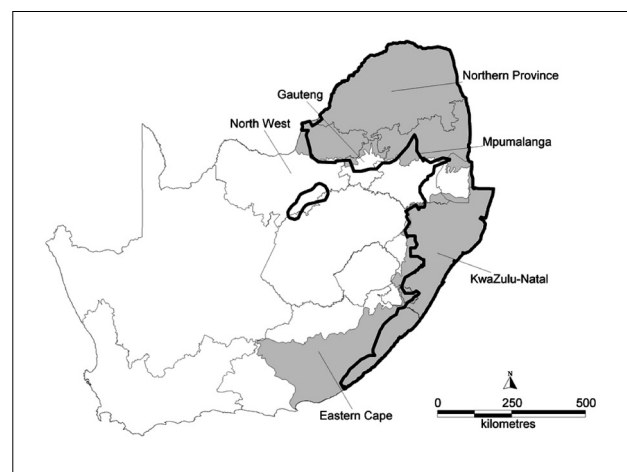 Northern Province
Gauteng
North West
Mpumalanga
KwaZulu-Natal
Eastern Cape
N
0 250 500
kilometres